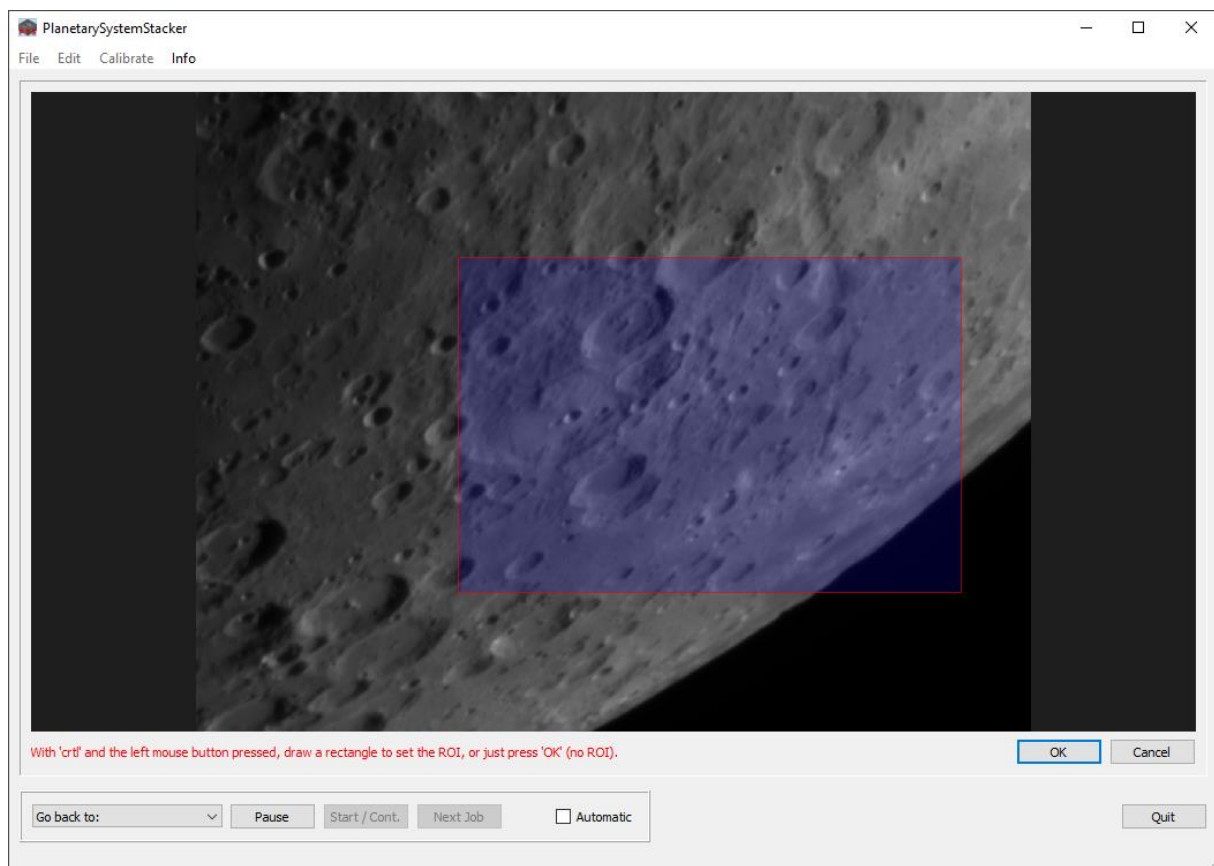 PlanetarySystemStacker
File Edit Calibrate Info
With 'crtl' and the left mouse button pressed, draw a rectangle to set the ROI, or just press 'OK' (no ROI).
OK Cancel
Go back to: Pause Start / Cont. Next Job Automatic Quit